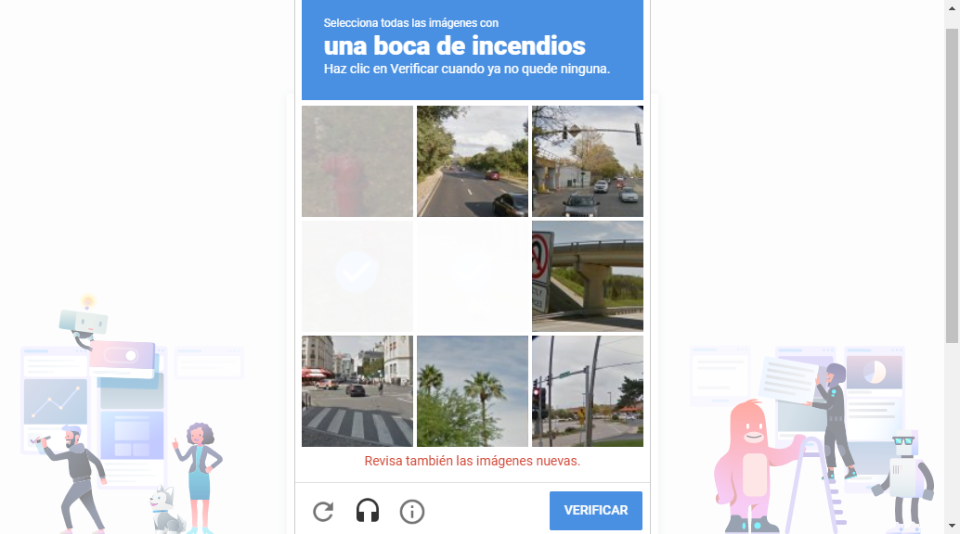 Selecciona todas las imágenes con
una boca de incendios
Haz clic en Verificar cuando ya no quede ninguna.
Revisa también las imágenes nuevas.
VERIFICAR